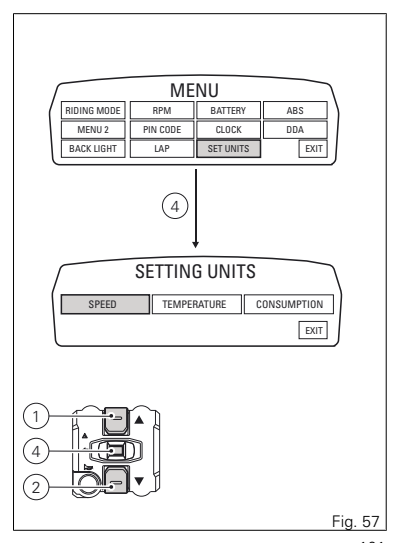 MENU
RIDING MODE RPM BATTERY ABS
MENU 2 PIN CODE CLOCK DDA
BACK LIGHT LAP SET UNITS EXIT
4
SETTING UNITS
SPEED TEMPERATURE CONSUMPTION
EXIT
1
4
2
Fig. 57